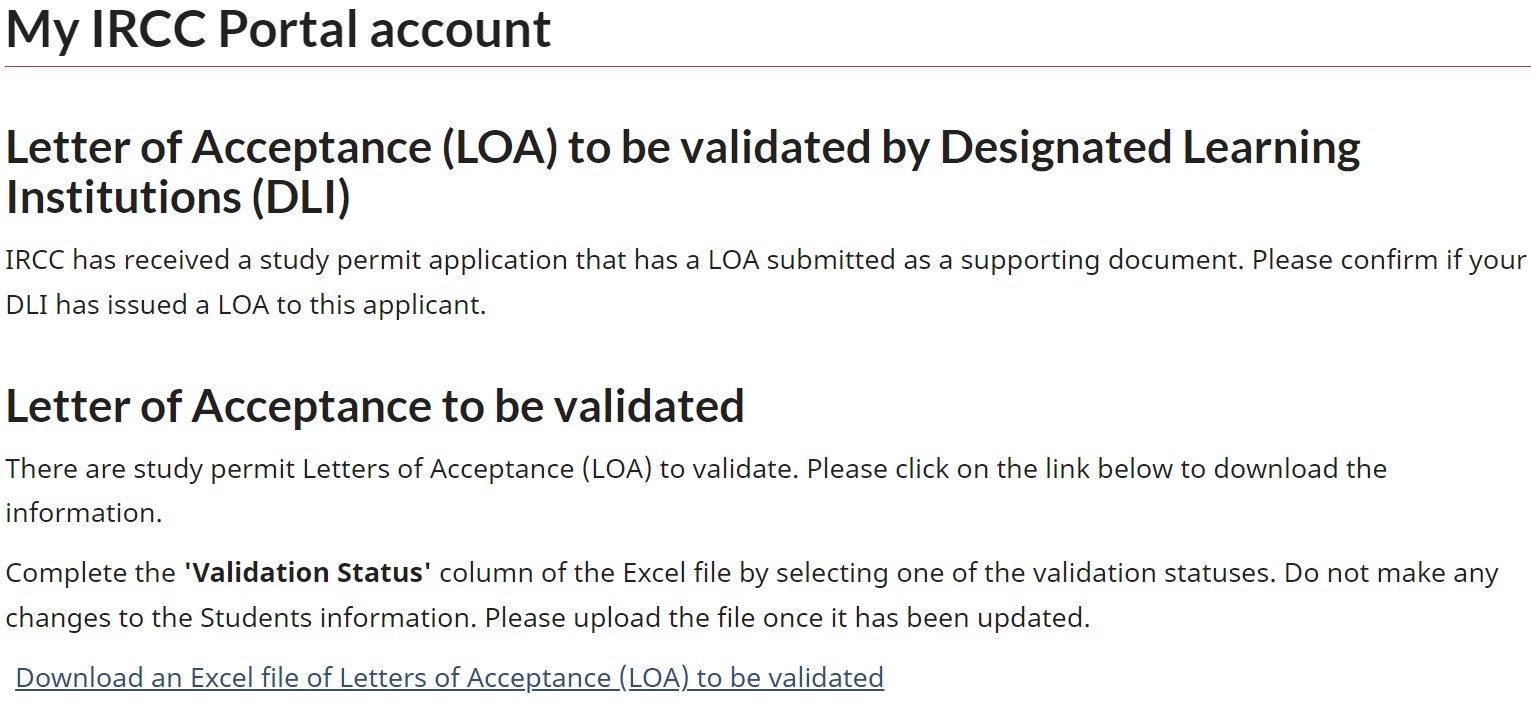 My IRCC Portal account
Letter of Acceptance (LOA) to be validated by Designated Learning
Institutions (DLI)
IRCC has received a study permit application that has a LOA submitted as a supporting document. Please confirm if your
DLI has issued a LOA to this applicant.
Letter of Acceptance to be validated
There are study permit Letters of Acceptance (LOA) to validate. Please click on the link below to download the
information.
Complete the 'Validation Status' column of the Excel file by selecting one of the validation statuses. Do not make any
changes to the Students information. Please upload the file once it has been updated.
Download an Excel file of Letters of Acceptance (LOA) to be validated